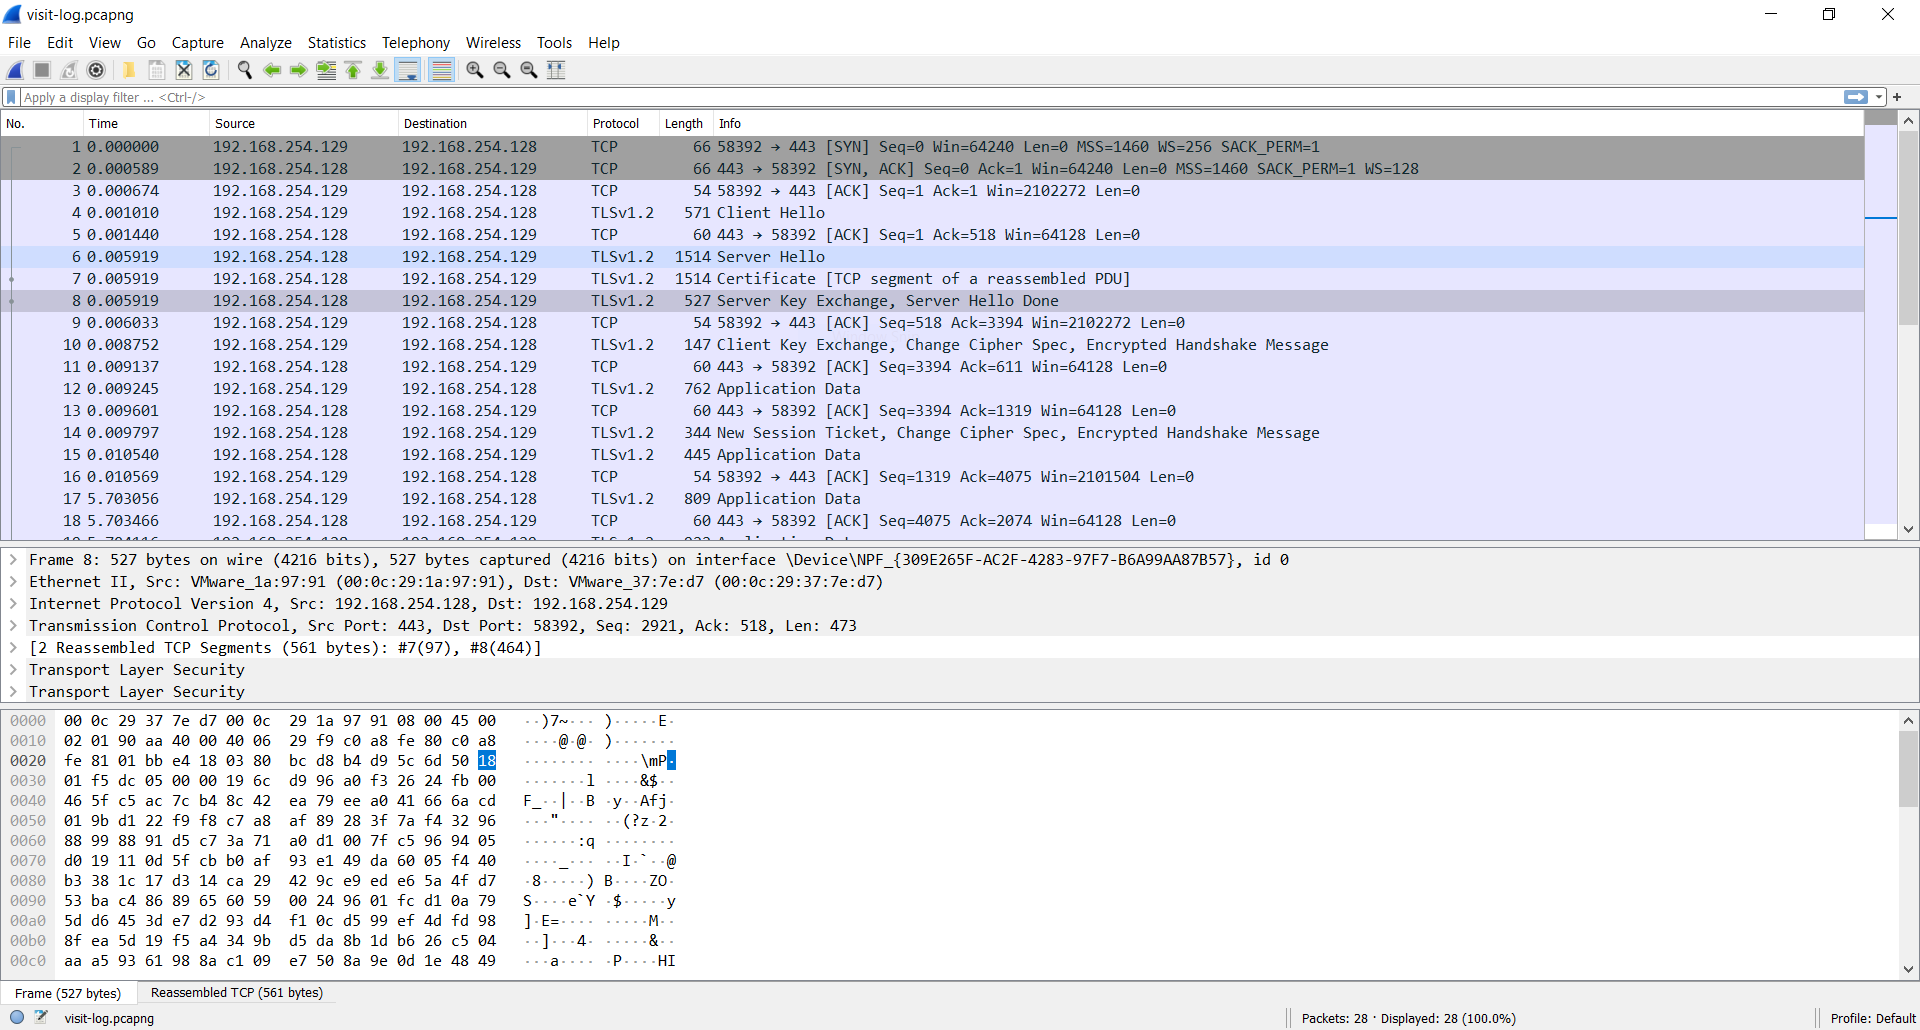 visit-log.pcapng
File Edit View Go Capture Analyze Statistics Telephony Wireless Tools Help
Apply a display filter ... <Ctrl-/>
No. Time Source Destination Protocol Length Info
1 0.000000 192.168.254.129 192.168.254.128 TCP 66 58392 → 443 [SYN] Seq=0 Win=64240 Len=0 MSS=1460 WS=256 SACK_PERM=1
2 0.000589 192.168.254.128 192.168.254.129 TCP 66 443 → 58392 [SYN, ACK] Seq=0 Ack=1 Win=64240 Len=0 MSS=1460 SACK_PERM=1 WS=128
3 0.000674 192.168.254.129 192.168.254.128 TCP 54 58392 → 443 [ACK] Seq=1 Ack=1 Win=2102272 Len=0
4 0.001010 192.168.254.129 192.168.254.128 TLSv1.2 571 Client Hello
5 0.001440 192.168.254.128 192.168.254.129 TCP 60 443 → 58392 [ACK] Seq=1 Ack=518 Win=64128 Len=0
6 0.005919 192.168.254.128 192.168.254.129 TLSv1.2 1514 Server Hello
7 0.005919 192.168.254.128 192.168.254.129 TLSv1.2 1514 Certificate [TCP segment of a reassembled PDU]
8 0.005919 192.168.254.128 192.168.254.129 TLSv1.2 527 Server Key Exchange, Server Hello Done
9 0.006033 192.168.254.129 192.168.254.128 TCP 54 58392 → 443 [ACK] Seq=518 Ack=3394 Win=2102272 Len=0
10 0.008752 192.168.254.129 192.168.254.128 TLSv1.2 147 Client Key Exchange, Change Cipher Spec, Encrypted Handshake Message
11 0.009137 192.168.254.128 192.168.254.129 TCP 60 443 → 58392 [ACK] Seq=3394 Ack=611 Win=64128 Len=0
12 0.009245 192.168.254.129 192.168.254.128 TLSv1.2 762 Application Data
13 0.009601 192.168.254.128 192.168.254.129 TCP 60 443 → 58392 [ACK] Seq=3394 Ack=1319 Win=64128 Len=0
14 0.009797 192.168.254.128 192.168.254.129 TLSv1.2 344 New Session Ticket, Change Cipher Spec, Encrypted Handshake Message
15 0.010540 192.168.254.128 192.168.254.129 TLSv1.2 445 Application Data
16 0.010569 192.168.254.129 192.168.254.128 TCP 54 58392 → 443 [ACK] Seq=1319 Ack=4075 Win=2101504 Len=0
17 5.703056 192.168.254.129 192.168.254.128 TLSv1.2 809 Application Data
18 5.703466 192.168.254.128 192.168.254.129 TCP 60 443 → 58392 [ACK] Seq=4075 Ack=2074 Win=64128 Len=0
Frame 8: 527 bytes on wire (4216 bits), 527 bytes captured (4216 bits) on interface \Device\NPF_{309E265F-AC2F-4283-97F7-B6A99AA87B57}, id 0
Ethernet II, Src: VMware_1a:97:91 (00:0c:29:1a:97:91), Dst: VMware_37:7e:d7 (00:0c:29:37:7e:d7)
Internet Protocol Version 4, Src: 192.168.254.128, Dst: 192.168.254.129
Transmission Control Protocol, Src Port: 443, Dst Port: 58392, Seq: 2921, Ack: 518, Len: 473
[2 Reassembled TCP Segments (561 bytes): #7(97), #8(464)]
Transport Layer Security
Transport Layer Security
0000 00 0c 29 37 7e d7 00 0c 29 1a 97 91 08 00 45 00 ··)7~··· )·····E·
0010 02 01 90 aa 40 00 40 06 29 f9 c0 a8 fe 80 c0 a8 ····@·@· )·······
0020 fe 81 01 bb e4 18 03 80 bc d8 b4 d9 5c 6d 50 18 ········ ····\mP·
0030 01 f5 dc 05 00 00 19 6c d9 96 a0 f3 26 24 fb 00 ·······l ····&$··
0040 46 5f c5 ac 7c b4 8c 42 ea 79 ee a0 41 66 6a cd F_··|··B ·y··Afj·
0050 01 9b d1 22 f9 f8 c7 a8 af 89 28 3f 7a f4 32 96 ···"···· ··(?z·2·
0060 88 99 88 91 d5 c7 3a 71 a0 d1 00 7f c5 96 94 05 ······:q ········
0070 d0 19 11 0d 5f cb b0 af 93 e1 49 da 60 05 f4 40 ····_··· ··I·`··@
0080 b3 38 1c 17 d3 14 ca 29 42 9c e9 ed e6 5a 4f d7 ·8·····) B····ZO·
0090 53 ba c4 86 89 65 60 59 00 24 96 01 fc d1 0a 79 S····e`Y ·$·····y
00a0 5d d6 45 3d e7 d2 93 d4 f1 0c d5 99 ef 4d fd 98 ]·E=···· ·····M··
00b0 8f ea 5d 19 f5 a4 34 9b d5 da 8b 1d b6 26 c5 04 ··]···4· ·····&··
00c0 aa a5 93 61 98 8a c1 09 e7 50 8a 9e 0d 1e 48 49 ···a···· ·P····HI
Frame (527 bytes) Reassembled TCP (561 bytes)
visit-log.pcapng Packets: 28 · Displayed: 28 (100.0%) Profile: Default